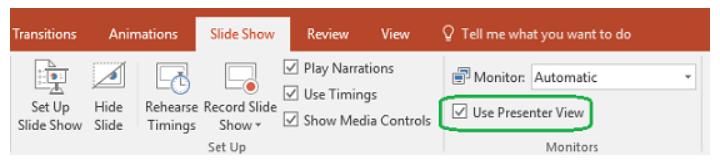 Transitions Animations Slide Show Review View Tell me what you want to do
Set Up
Slide Show
Hide
Slide
Rehearse
Timings
Record Slide
Show
Play Narrations
Use Timings
Show Media Controls
Set Up
Monitor: Automatic
Use Presenter View
Monitors